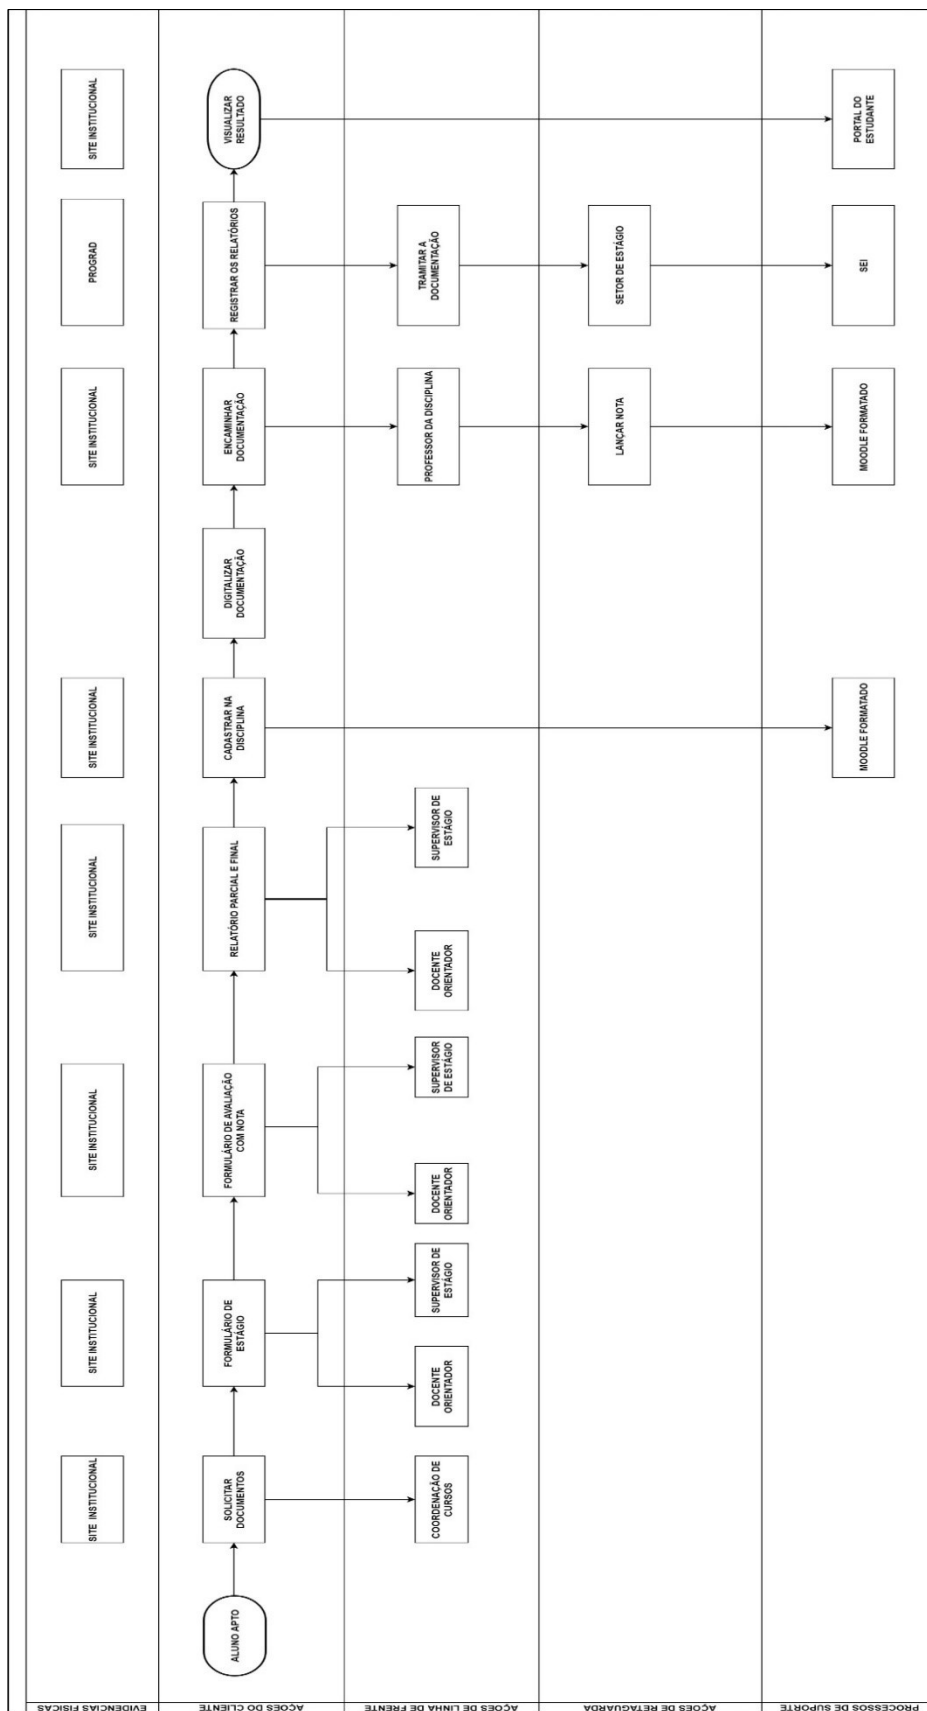 EVIDENCIAS FISICAS
SITE INSTITUCIONAL
SITE INSTITUCIONAL
SITE INSTITUCIONAL
SITE INSTITUCIONAL
SITE INSTITUCIONAL
SITE INSTITUCIONAL
PROGRAD
SITE INSTITUCIONAL
AÇÕES DO CLIENTE
ALUNO APTO
SOLICITAR
DOCUMENTOS
FORMULÁRIO DE
ESTÁGIO
FORMULÁRIO DE AVALIAÇÃO
COM NOTA
RELATÓRIO PARCIAL E FINAL
CADASTRAR NA
DISCIPLINA
DIGITALIZAR
DOCUMENTAÇÃO
ENCAMINHAR
DOCUMENTAÇÃO
REGISTRAR OS RELATÓRIOS
VISUALIZAR
RESULTADO
AÇÕES DE LINHA DE FRENTE
COORDENAÇÃO DE
CURSOS
DOCENTE
ORIENTADOR
SUPERVISOR DE
ESTÁGIO
DOCENTE
ORIENTADOR
SUPERVISOR
DE ESTÁGIO
DOCENTE
ORIENTADOR
SUPERVISOR DE
ESTÁGIO
PROFESSOR DA DISCIPLINA
TRAMITAR A
DOCUMENTAÇÃO
AÇÕES DE RETAGUARDA
LANÇAR NOTA
SETOR DE ESTÁGIO
PROCESSOS DE SUPORTE
MOODLE FORMATADO
MOODLE FORMATADO
SEI
PORTAL DO
ESTUDANTE